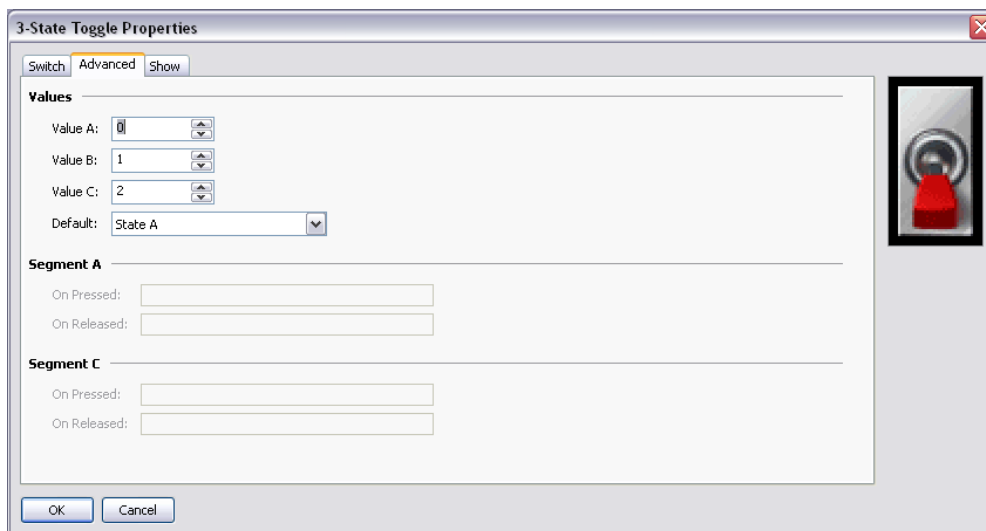 3-State Toggle Properties
Switch Advanced Show
Values
Value A: 0
Value B: 1
Value C: 2
Default: State A
Segment A
On Pressed:
On Released:
Segment C
On Pressed:
On Released:
OK Cancel